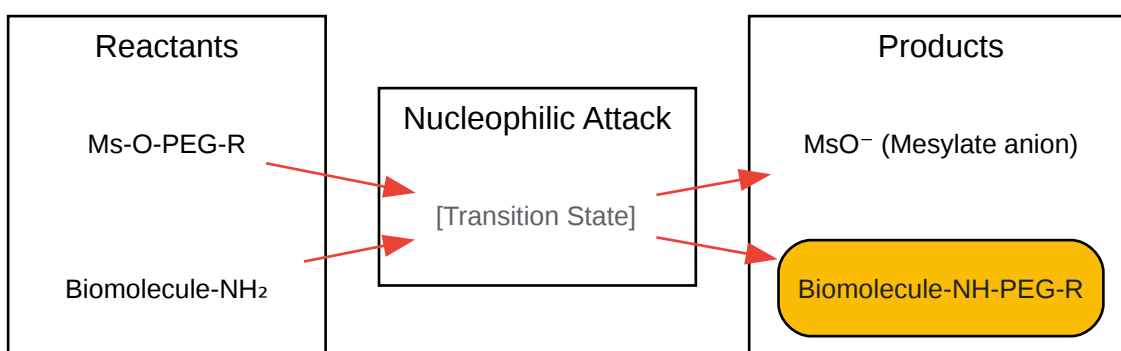 Reactants
Ms-O-PEG-R
Biomolecule-NH₂
Nucleophilic Attack
[Transition State]
Products
MsO⁻ (Mesylate anion)
Biomolecule-NH-PEG-R